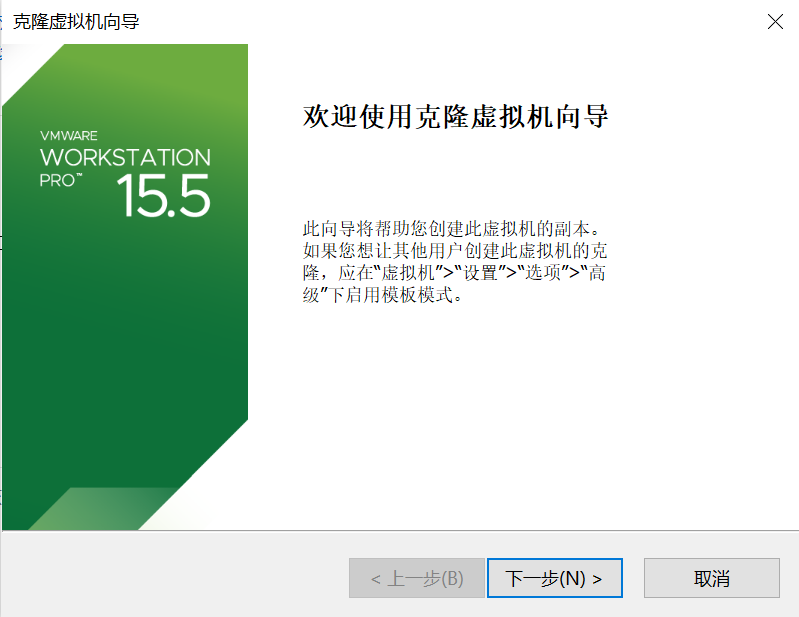 克隆虚拟机向导
VMWARE
WORKSTATION
PRO™
15.5
欢迎使用克隆虚拟机向导
此向导将帮助您创建此虚拟机的副本。
如果您想让其他用户创建此虚拟机的克
隆，应在“虚拟机”>“设置”>“选项”>“高
级”下启用模板模式。
< 上一步(B)
下一步(N) >
取消